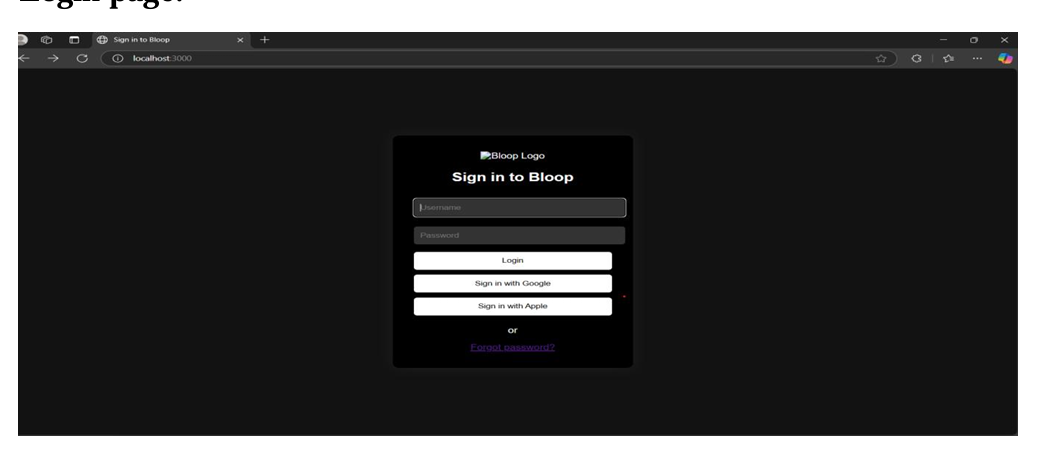 Login page:
Sign in to Bloop
localhost:3000
Bloop Logo
Sign in to Bloop
Username
Password
Login
Sign in with Google
Sign in with Apple
or
Forgot password?